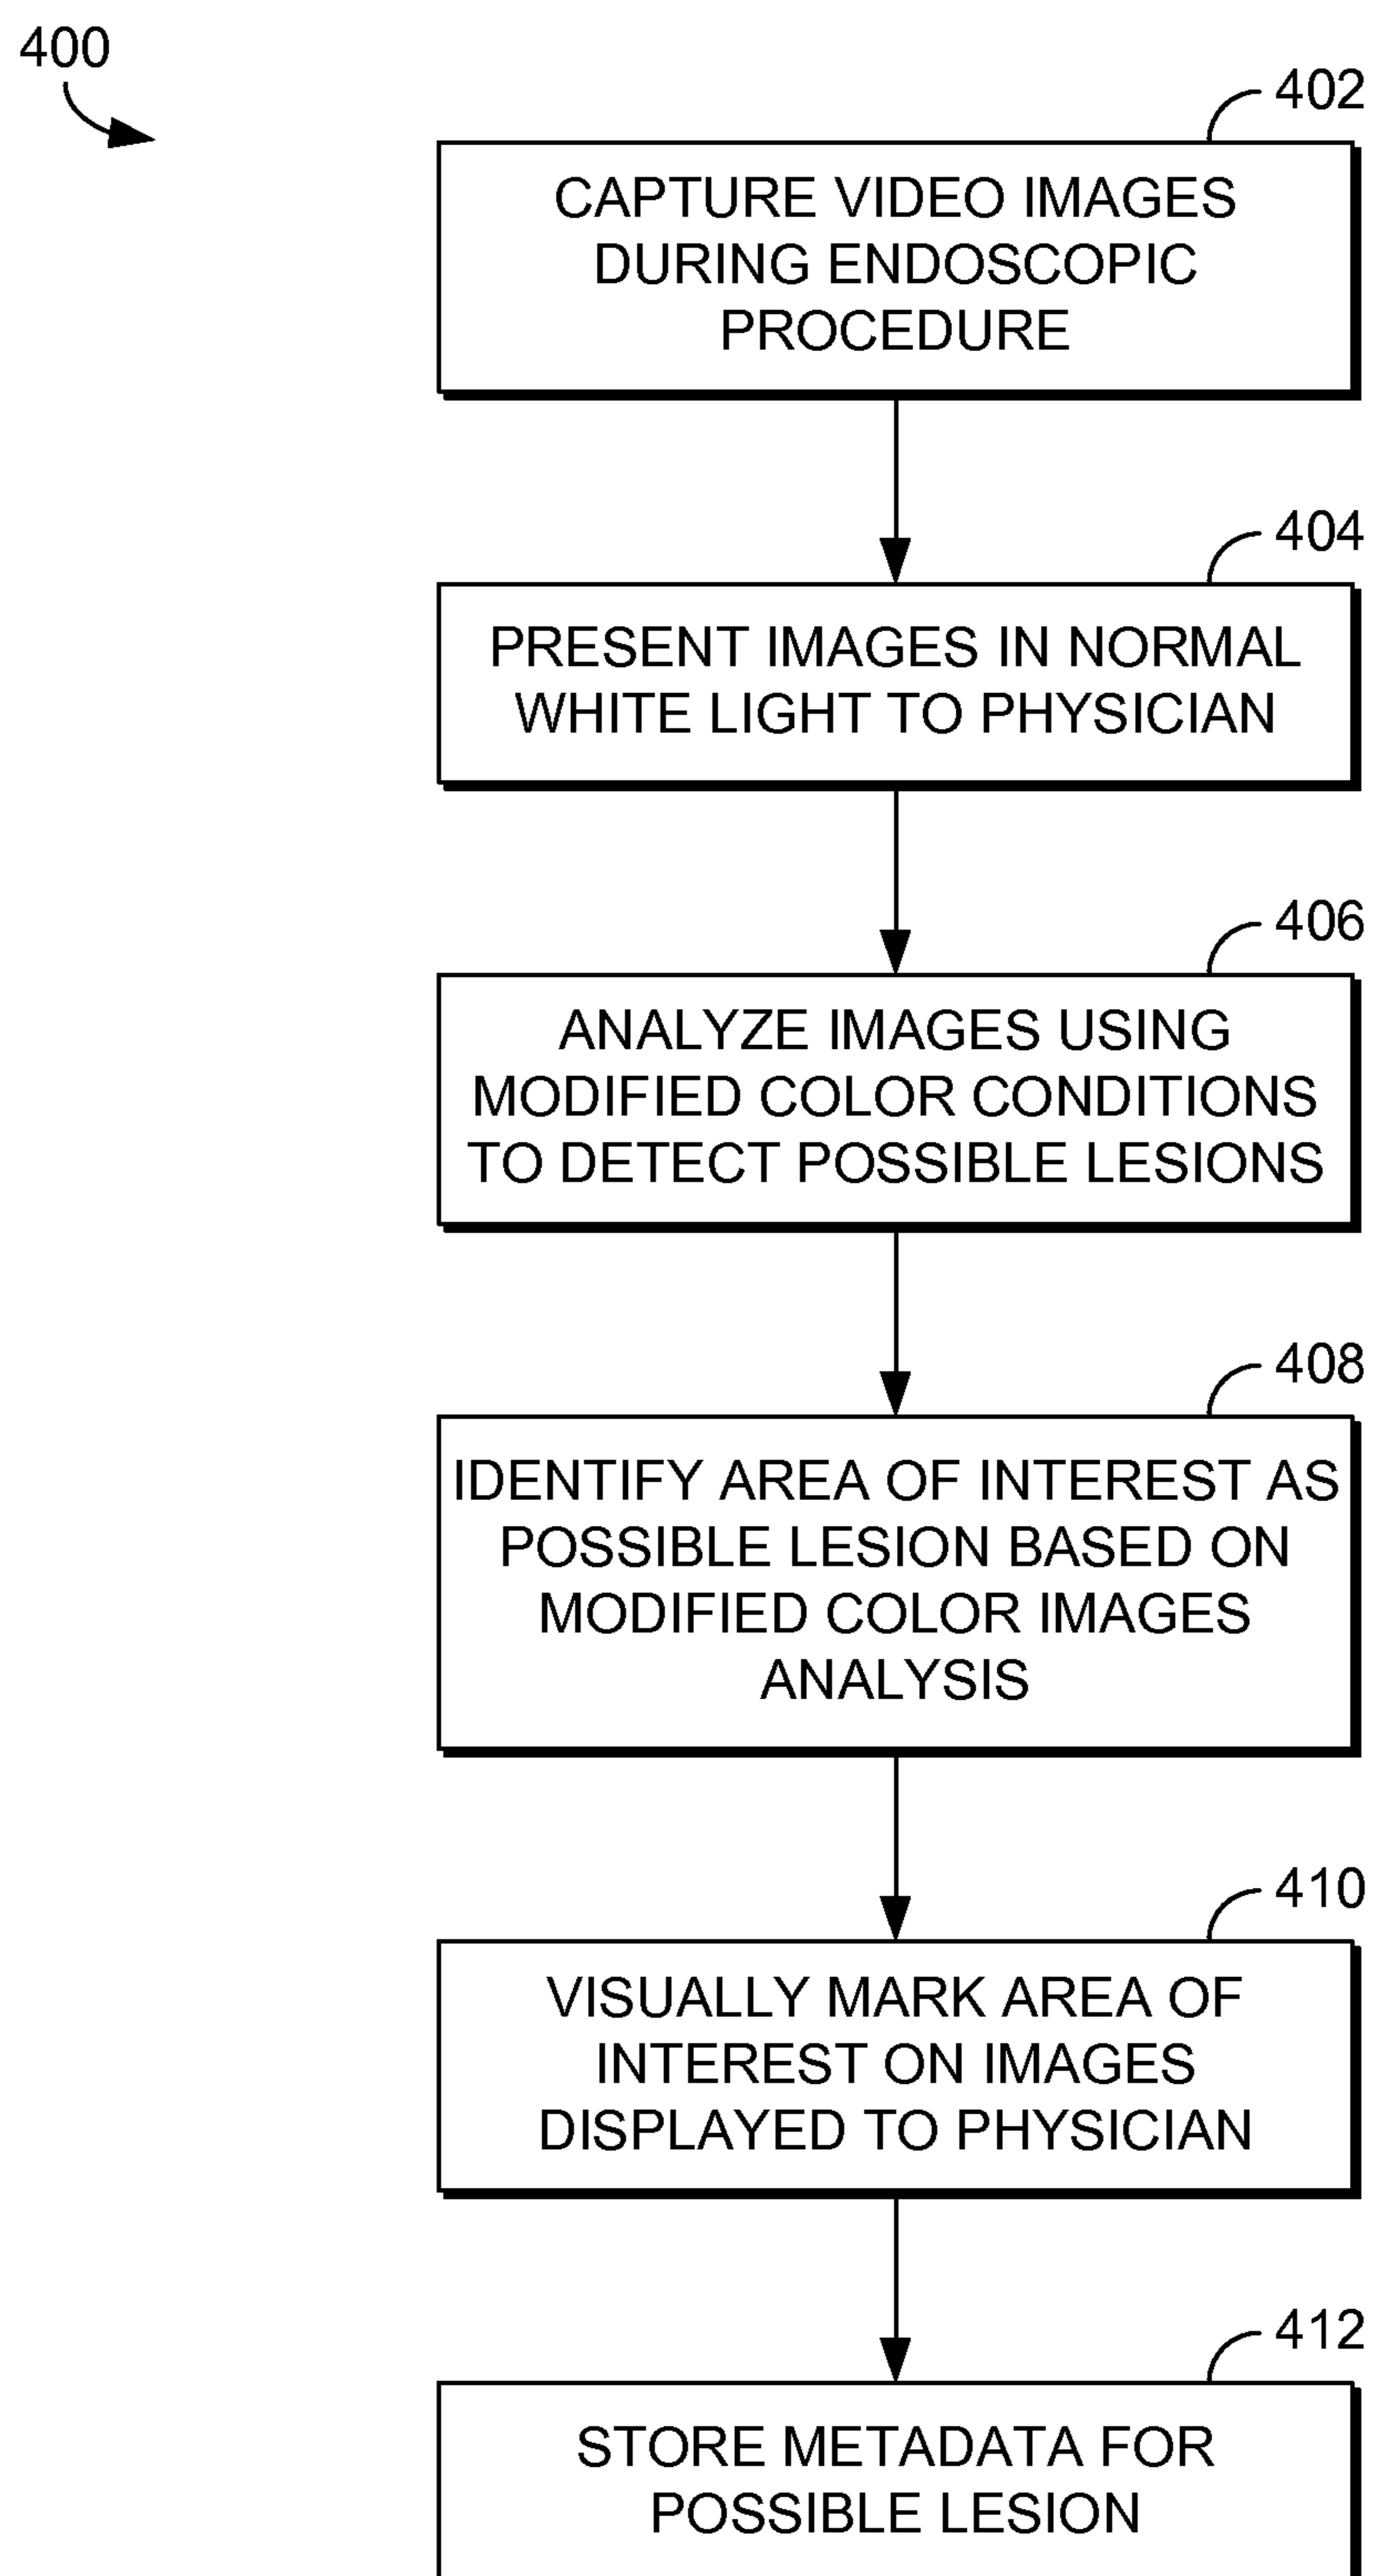 400
402
CAPTURE VIDEO IMAGES
DURING ENDOSCOPIC
PROCEDURE
404
PRESENT IMAGES IN NORMAL
WHITE LIGHT TO PHYSICIAN
406
ANALYZE IMAGES USING
MODIFIED COLOR CONDITIONS
TO DETECT POSSIBLE LESIONS
408
IDENTIFY AREA OF INTEREST AS
POSSIBLE LESION BASED ON
MODIFIED COLOR IMAGES
ANALYSIS
410
VISUALLY MARK AREA OF
INTEREST ON IMAGES
DISPLAYED TO PHYSICIAN
412
STORE METADATA FOR
POSSIBLE LESION